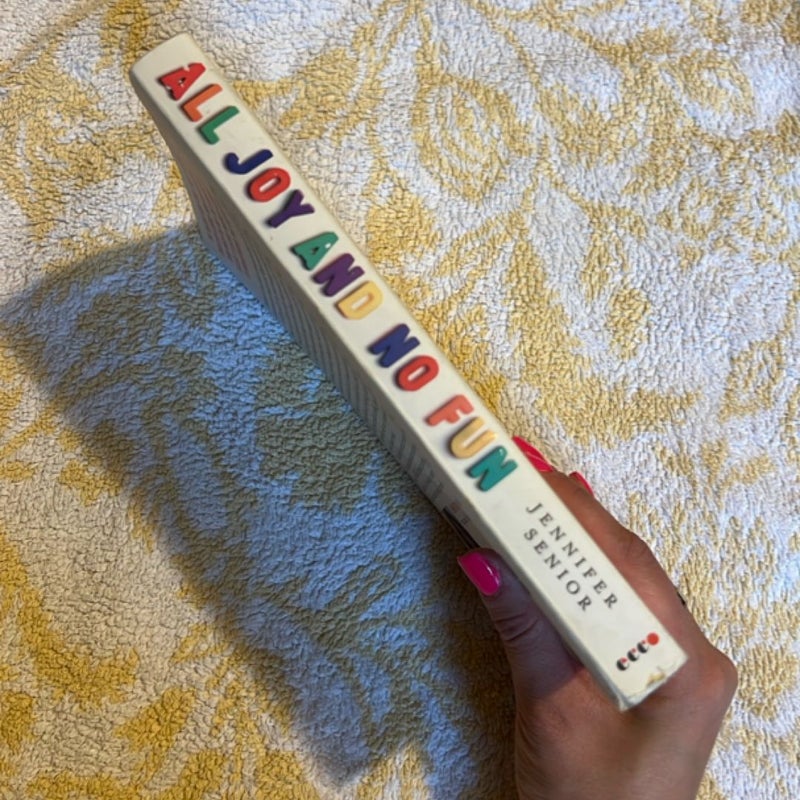 ALL JOY AND NO FUN
JENNIFER
SENIOR
ecco